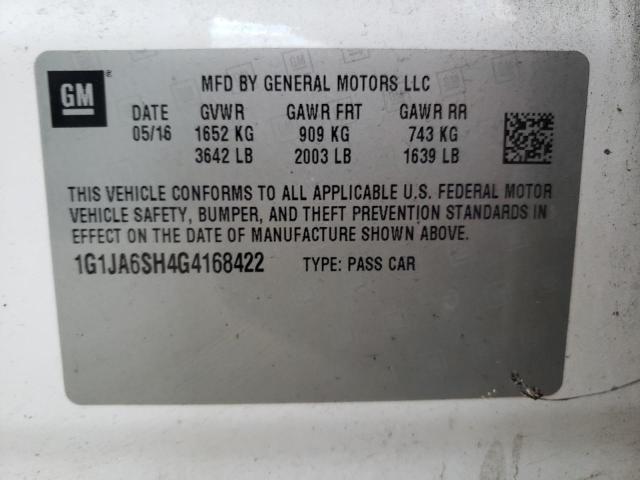 GM ®
MFD BY GENERAL MOTORS LLC
DATE GVWR GAWR FRT GAWR RR
05/16 1652 KG 909 KG 743 KG
3642 LB 2003 LB 1639 LB
THIS VEHICLE CONFORMS TO ALL APPLICABLE U.S. FEDERAL MOTOR
VEHICLE SAFETY, BUMPER, AND THEFT PREVENTION STANDARDS IN
EFFECT ON THE DATE OF MANUFACTURE SHOWN ABOVE.
1G1JA6SH4G4168422 TYPE: PASS CAR